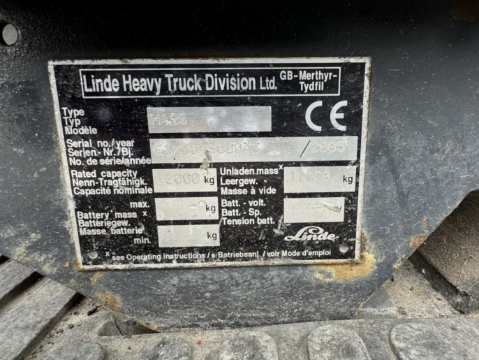 Linde Heavy Truck Division Ltd. GB-Merthyr-
Tydfil
Type
Typ
Modèle
CE
Serial no./year
Serien.-Nr./Bj.
No. de série/année
/
Rated capacity
Nenn-Tragfähigk.
Capacité nominale
kg
Unladen.mass x
Leergew.
Masse à vide
kg
Battery mass x
Batteriegew.
Masse batterie
max.
kg
min.
kg
Batt.- volt.
Batt.- Sp.
Tension batt.
Linde
x see Operating instructions / s Betriebsanl. / voir Mode d'emploi